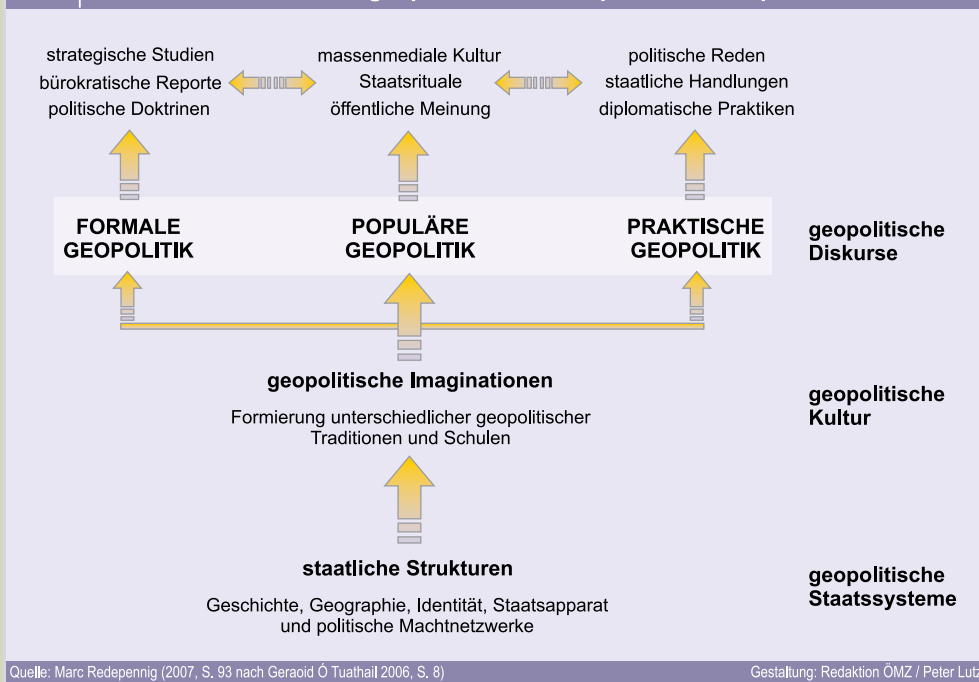 strategische Studien
bürokratische Reporte
politische Doktrinen
massenmediale Kultur
Staatsrituale
öffentliche Meinung
politische Reden
staatliche Handlungen
diplomatische Praktiken
FORMALE
GEOPOLITIK
POPULÄRE
GEOPOLITIK
PRAKTISCHE
GEOPOLITIK
geopolitische
Diskurse
geopolitische Imaginationen
Formierung unterschiedlicher geopolitischer
Traditionen und Schulen
geopolitische
Kultur
staatliche Strukturen
Geschichte, Geographie, Identität, Staatsapparat
und politische Machtnetzwerke
geopolitische
Staatssysteme
Quelle: Marc Redepennig (2007, S. 93 nach Geraoid Ó Tuathail 2006, S. 8)
Gestaltung: Redaktion ÖMZ / Peter Lutz